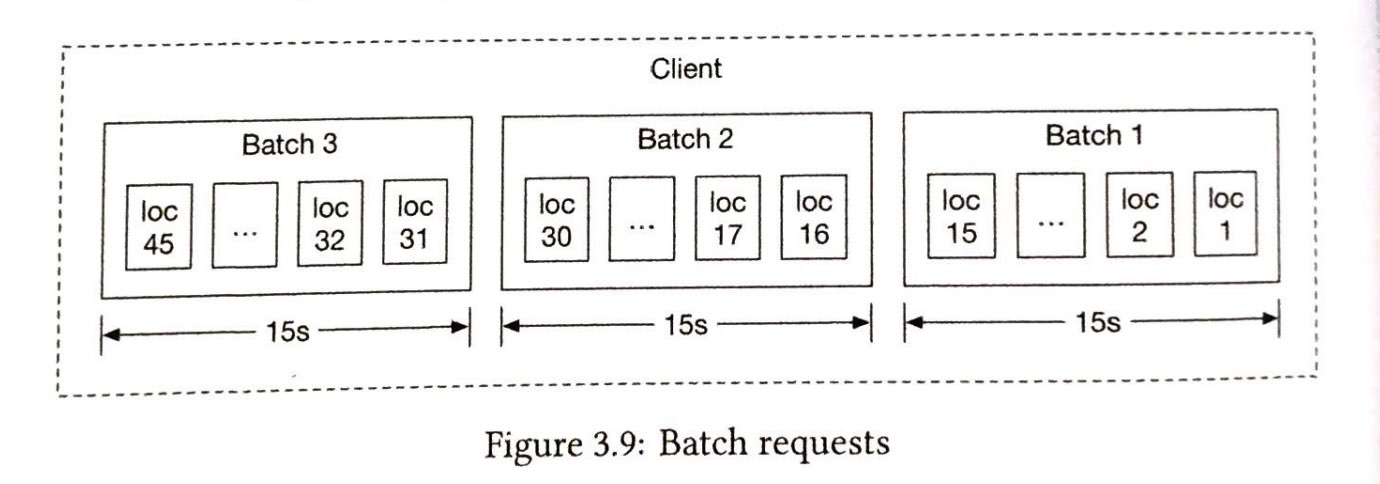 Client
Batch 3
loc
45
...
loc
32
loc
31
15s
Batch 2
loc
30
...
loc
17
loc
16
15s
Batch 1
loc
15
...
loc
2
loc
1
15s
Figure 3.9: Batch requests